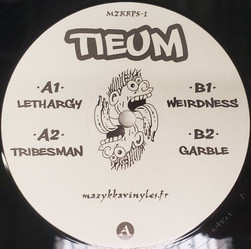 MZKRPS-1
TIEUM
·A1·
LETHARGY
·A2·
TRIBESMAN
·B1·
WEIRDNESS
·B2·
GARBLE
mazykkavinyles.fr
A